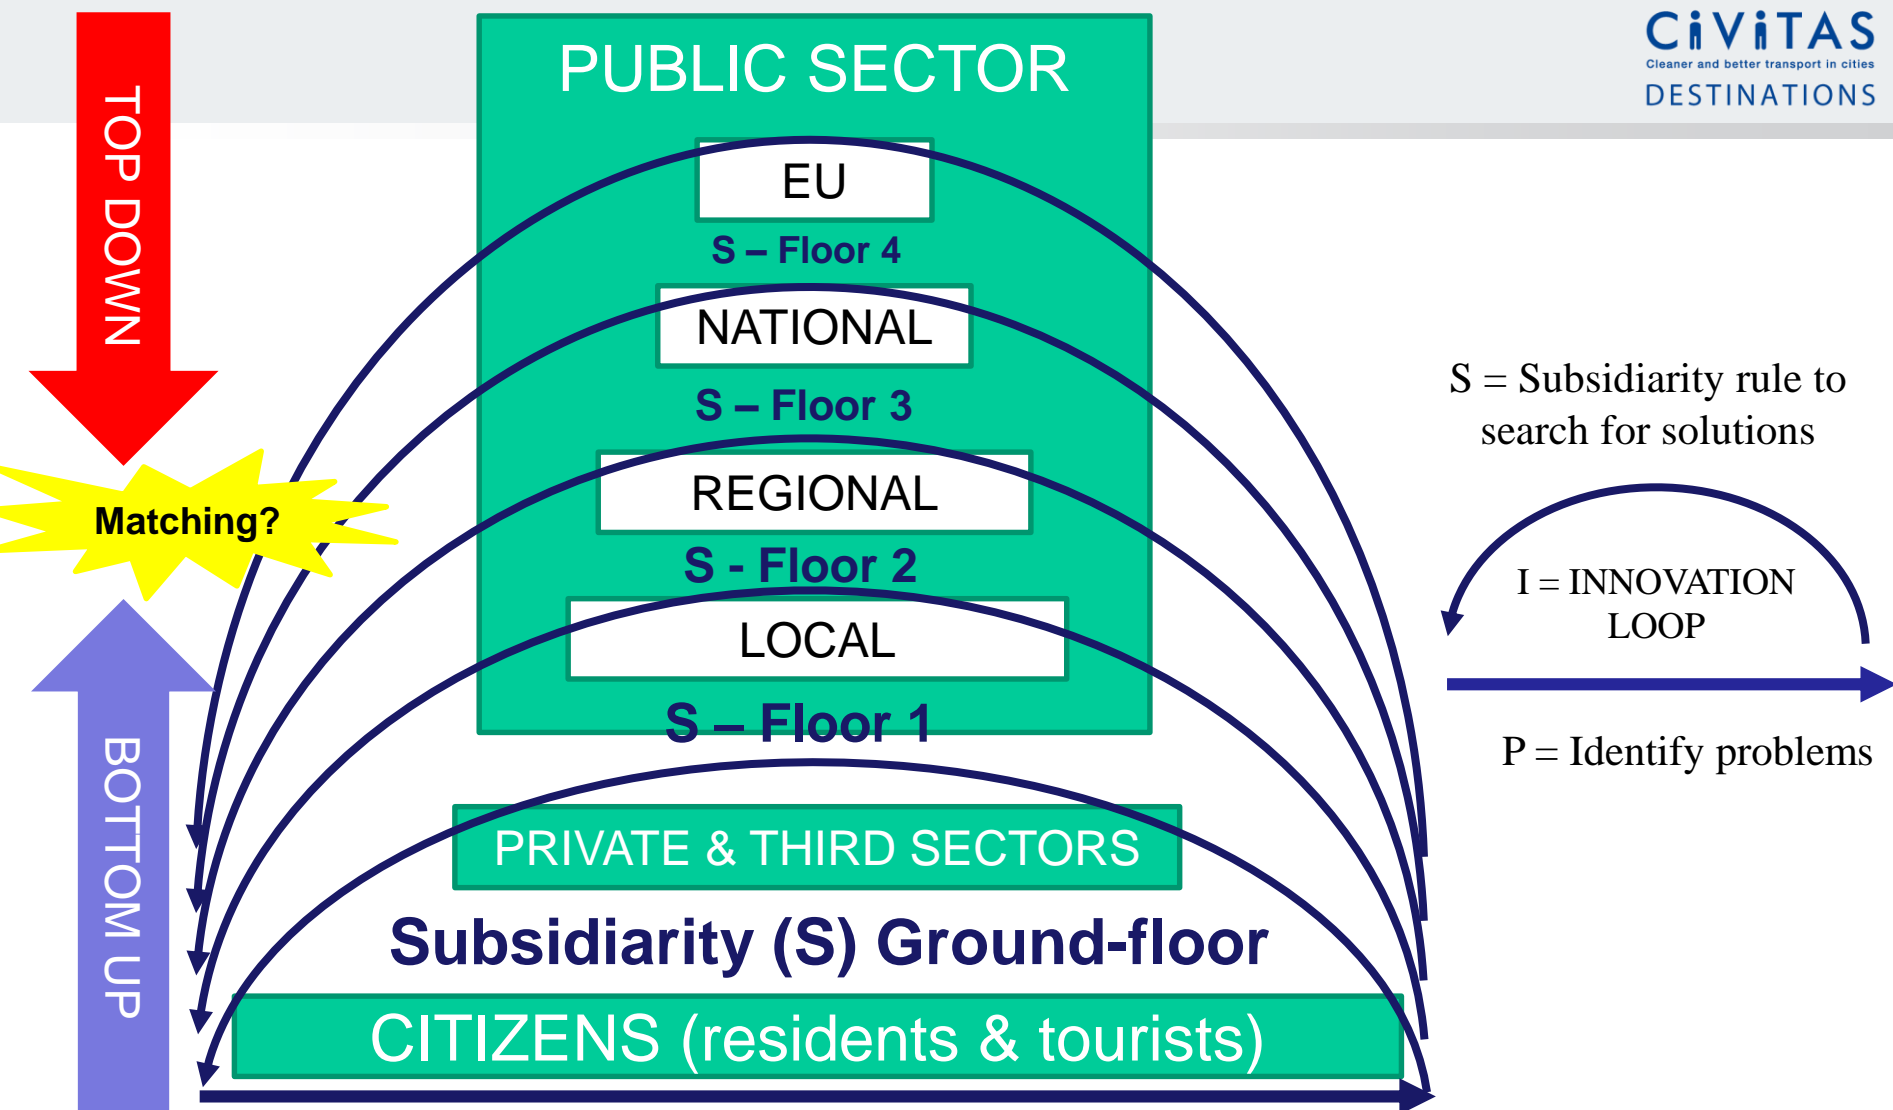 CiViTAS
Cleaner and better transport in cities
DESTINATIONS
TOP DOWN
Matching?
BOTTOM UP
PUBLIC SECTOR
EU
S – Floor 4
NATIONAL
S – Floor 3
REGIONAL
S - Floor 2
LOCAL
S – Floor 1
PRIVATE & THIRD SECTORS
Subsidiarity (S) Ground-floor
CITIZENS (residents & tourists)
S = Subsidiarity rule to
search for solutions
I = INNOVATION
LOOP
P = Identify problems